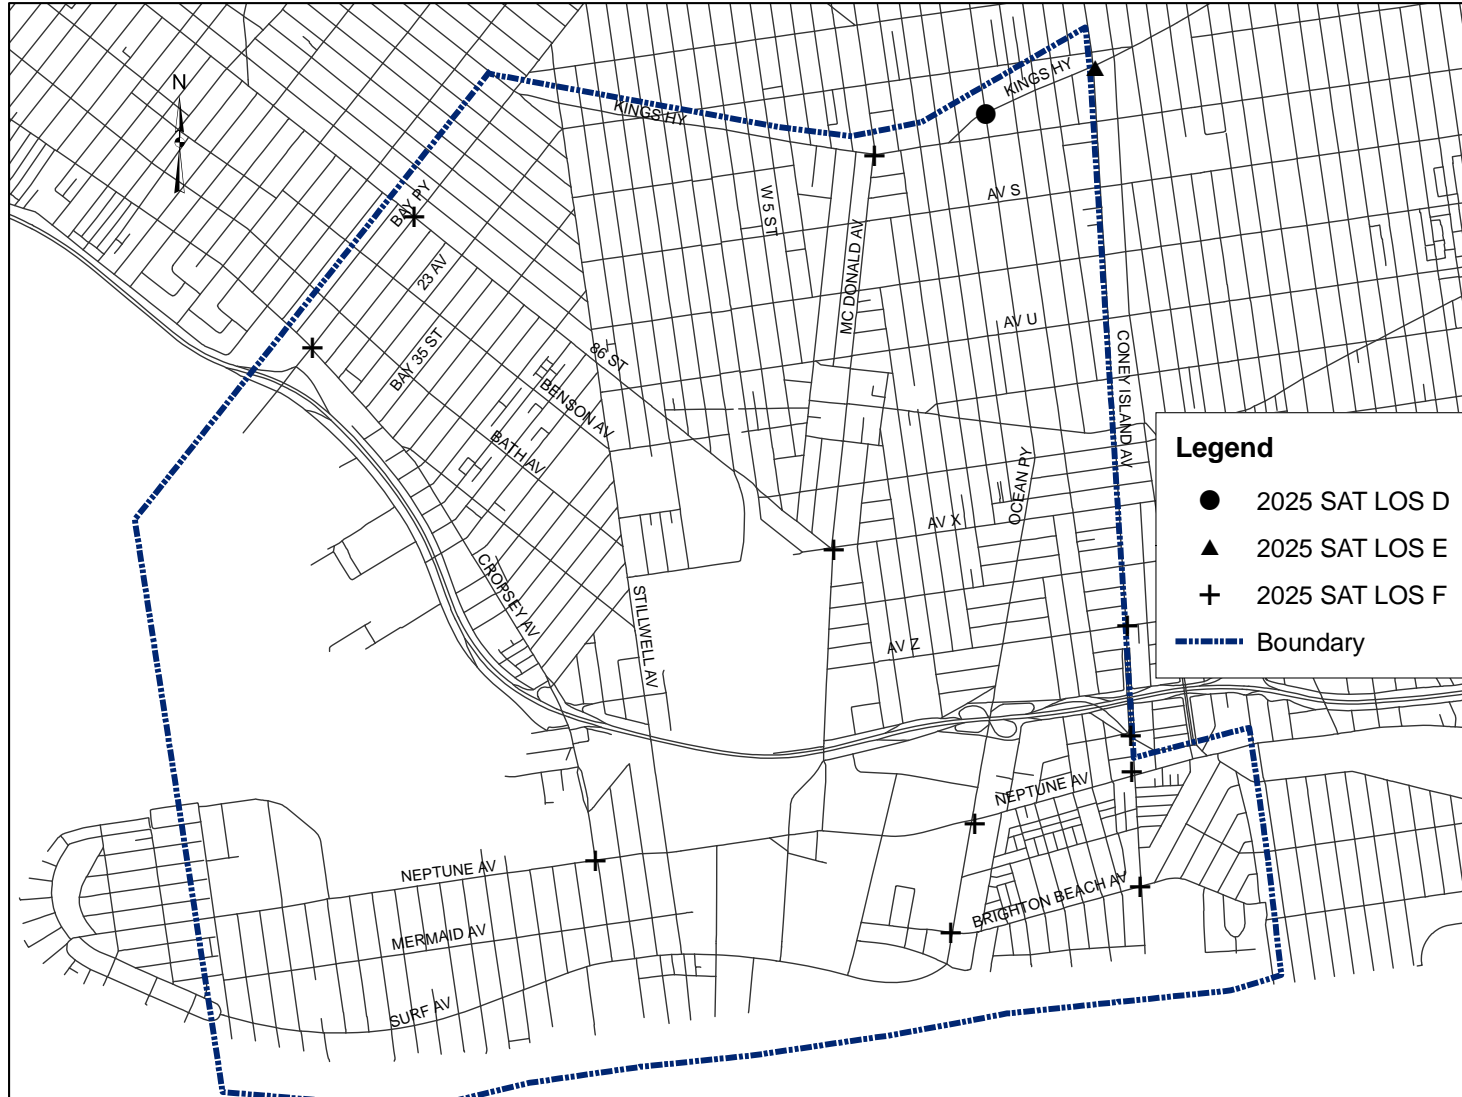 N
KINGS HY
KINGS HY
BAY PY
W 5 ST
AV S
23 AV
MC DONALD AV
AV U
BAY 35 ST
86 ST
BENSON AV
BATH AV
CONEY ISLAND AV
OCEAN PY
AV X
CROPSEY AV
STILLWELL AV
AV Z
Legend
2025 SAT LOS D
2025 SAT LOS E
2025 SAT LOS F
Boundary
NEPTUNE AV
NEPTUNE AV
BRIGHTON BEACH AV
MERMAID AV
SURF AV